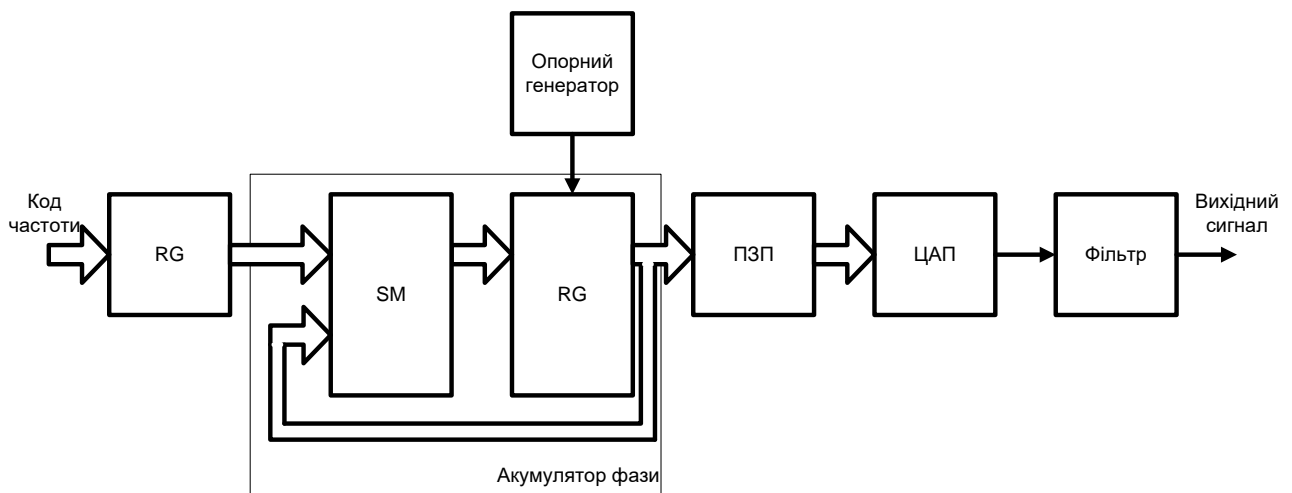 Опорний
генератор
Код
частоти
RG
SM
RG
ПЗП
ЦАП
Фільтр
Вихідний
сигнал
Акумулятор фази